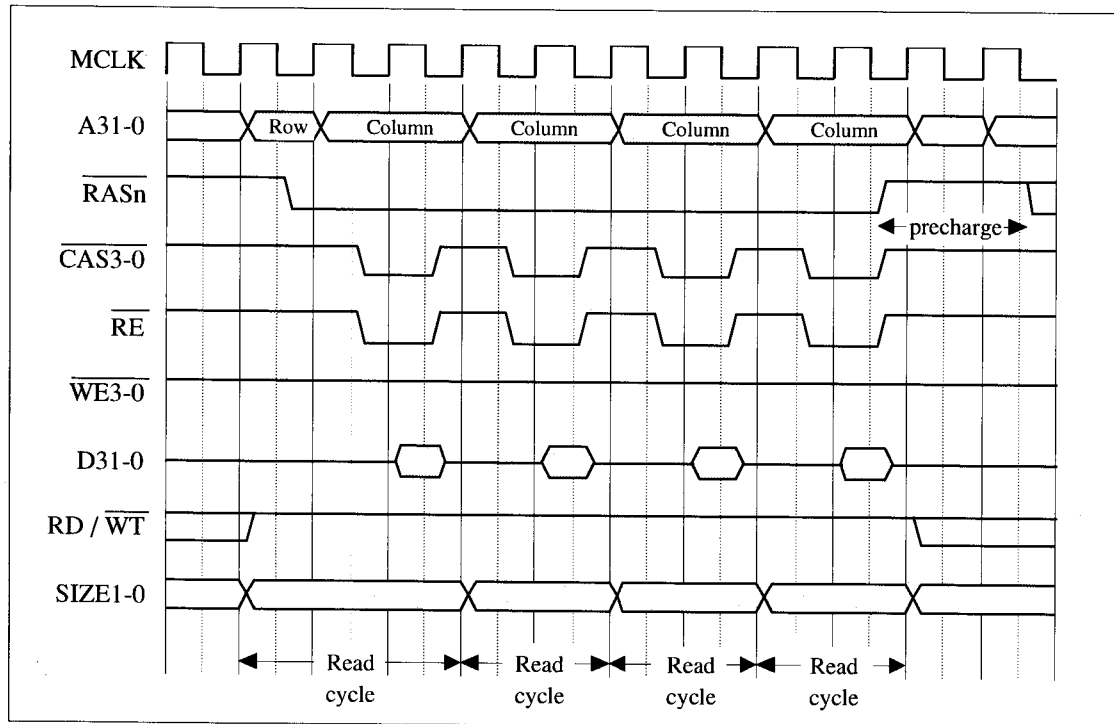 MCLK
A31-0
Row
Column
Column
Column
Column
RASn
precharge
CAS3-0
RE
WE3-0
D31-0
RD / WT
SIZE1-0
Read cycle
Read cycle
Read cycle
Read cycle